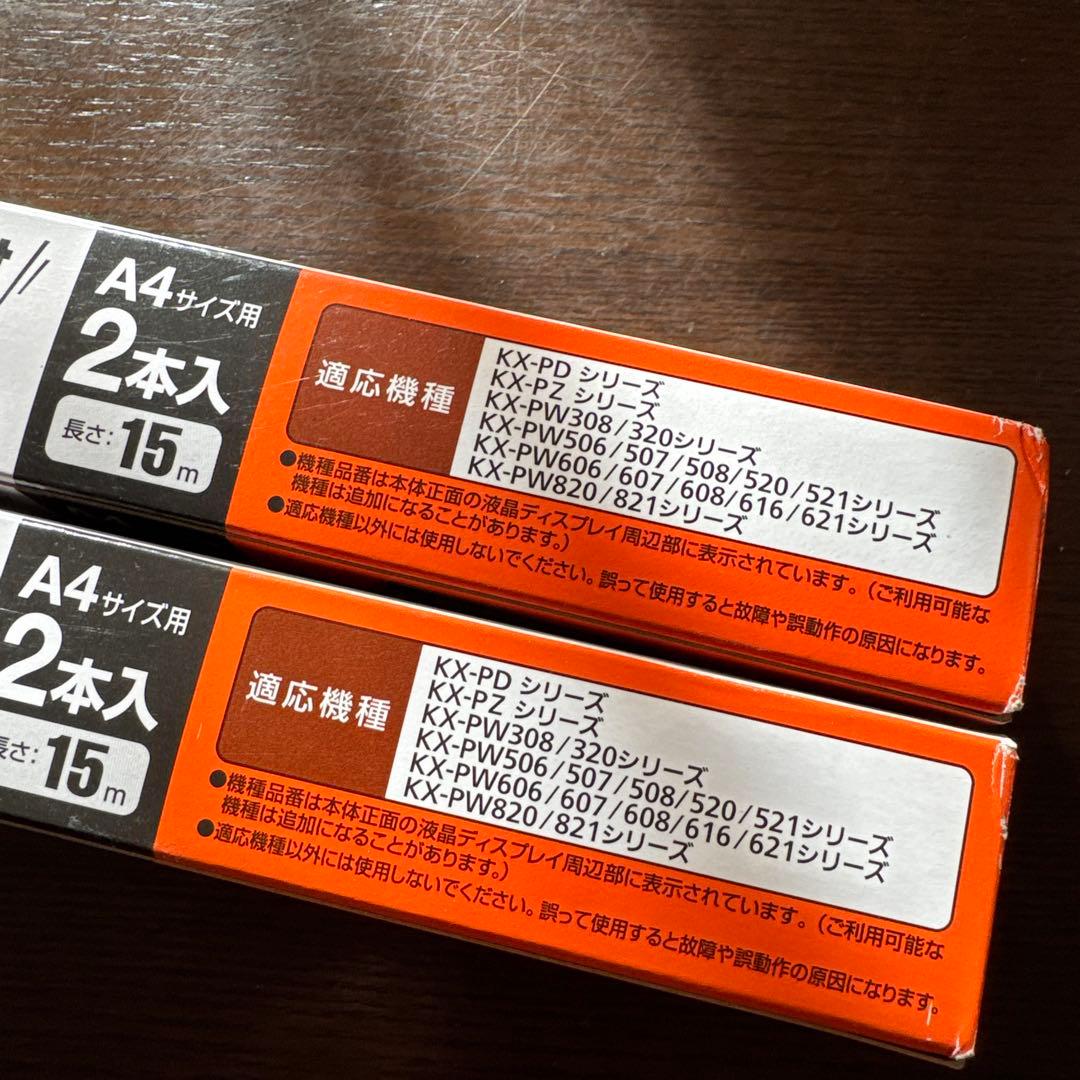 A4サイズ用
2本入
長さ:15m
適応機種
KX-PD シリーズ
KX-PZ シリーズ
KX-PW308/320シリーズ
KX-PW506/507/508/520/521シリーズ
KX-PW606/607/608/616/621シリーズ
KX-PW820/821シリーズ
●機種品番は本体正面の液晶ディスプレイ周辺部に表示されています。(ご利用可能な
機種は追加になることがあります。)
●適応機種以外には使用しないでください。誤って使用すると故障や誤動作の原因になります。
A4サイズ用
2本入
長さ:15m
適応機種
KX-PD シリーズ
KX-PZ シリーズ
KX-PW308/320シリーズ
KX-PW506/507/508/520/521シリーズ
KX-PW606/607/608/616/621シリーズ
KX-PW820/821シリーズ
●機種品番は本体正面の液晶ディスプレイ周辺部に表示されています。(ご利用可能な
機種は追加になることがあります。)
●適応機種以外には使用しないでください。誤って使用すると故障や誤動作の原因になります。